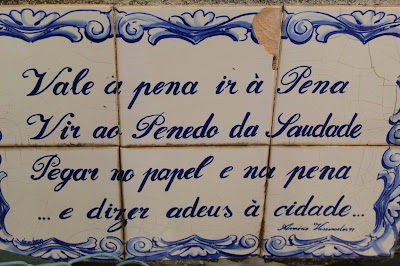 Vale à pena ir à Pena
Vir ao Penedo da Saudade
Pegar no papel e na pena
... e dizer adeus à cidade...